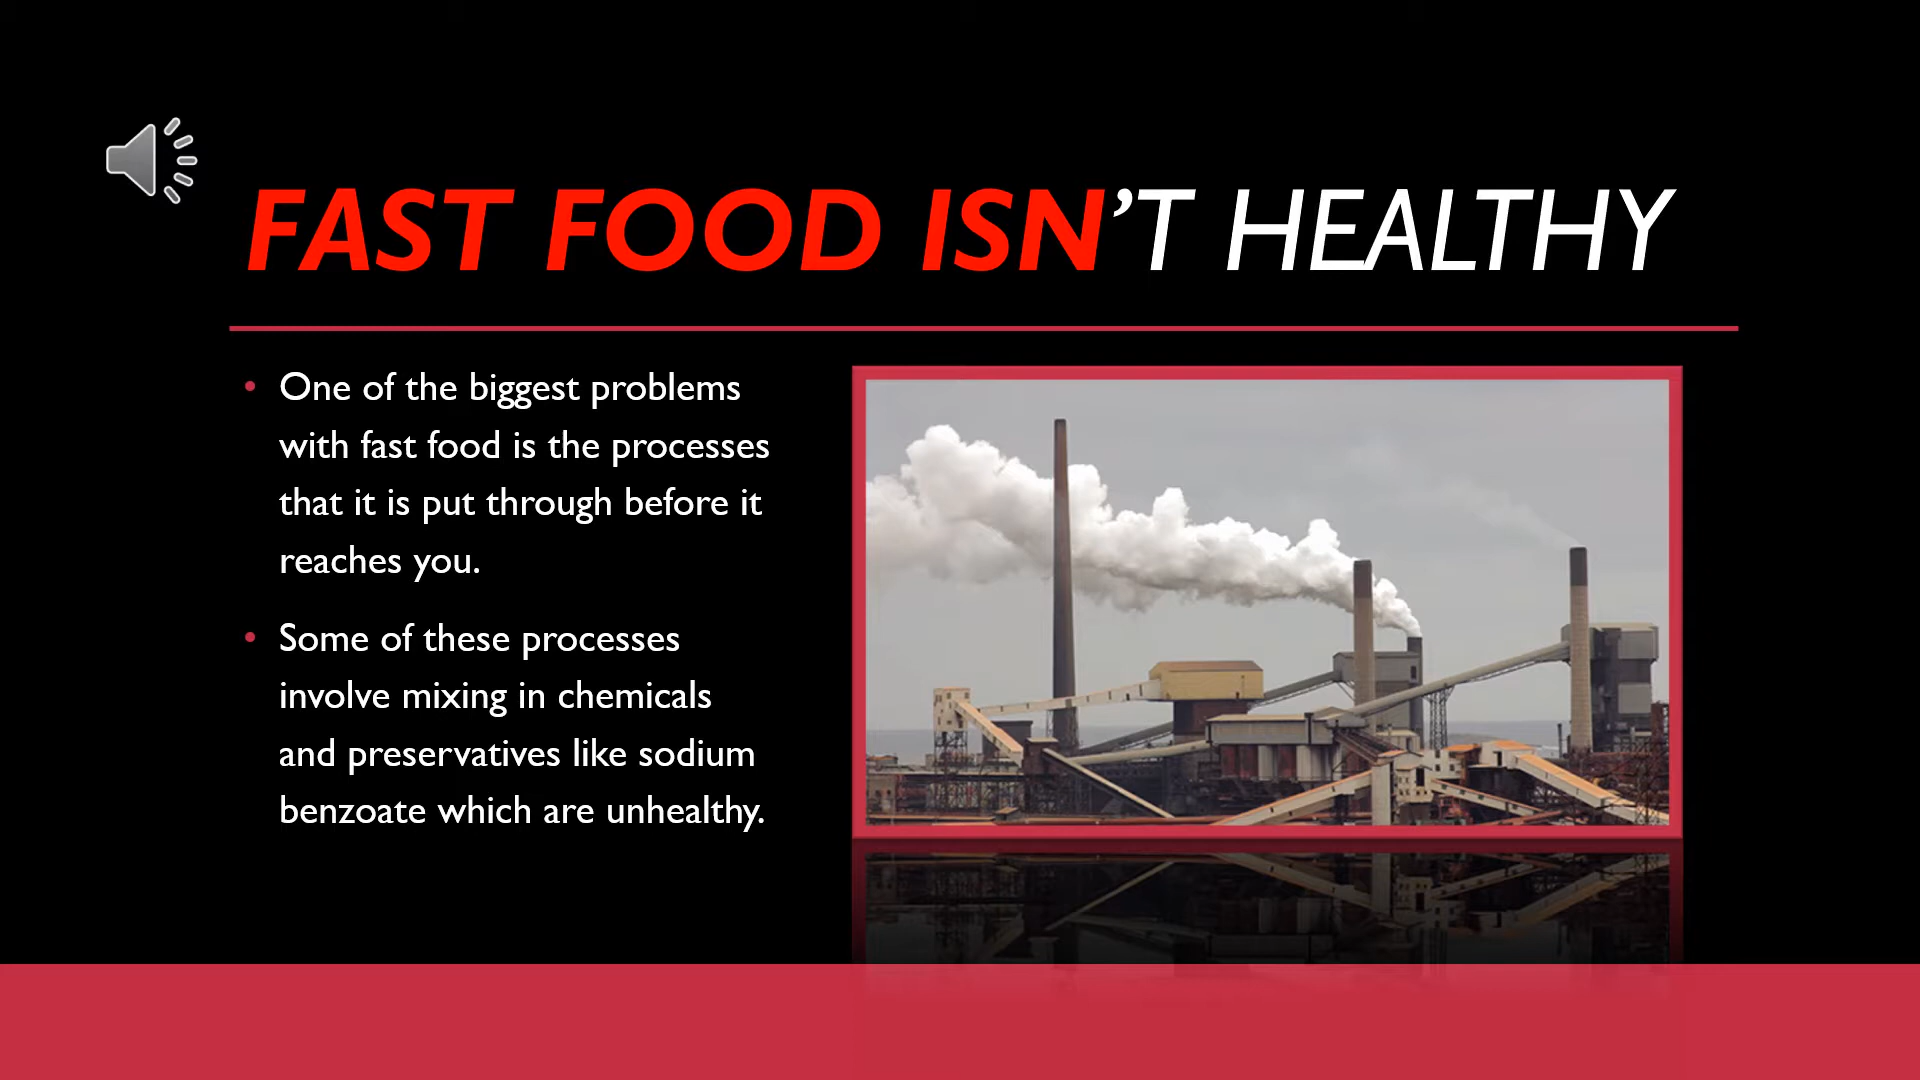 FAST FOOD ISN’T HEALTHY
• One of the biggest problems
with fast food is the processes
that it is put through before it
reaches you.
• Some of these processes
involve mixing in chemicals
and preservatives like sodium
benzoate which are unhealthy.